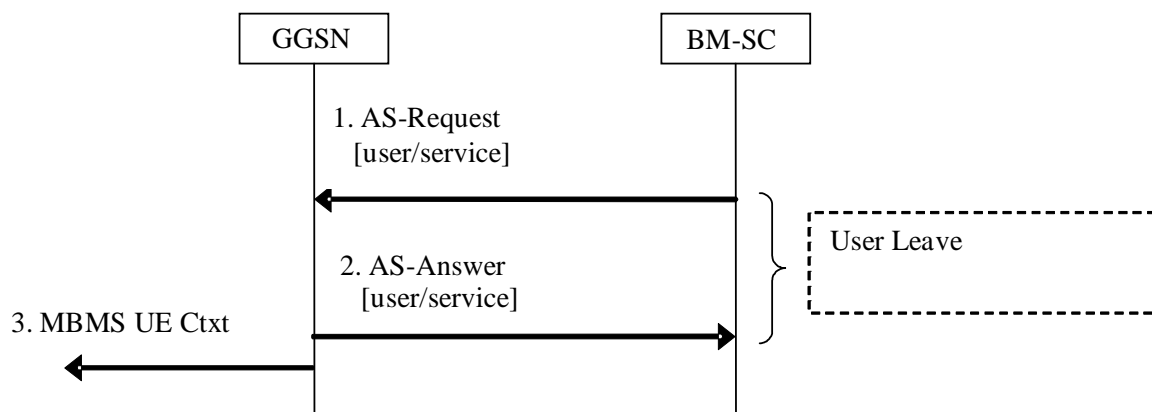 GGSN
BM-SC
1. AS-Request
[user/service]
User Leave
2. AS-Answer
[user/service]
3. MBMS UE Ctxt